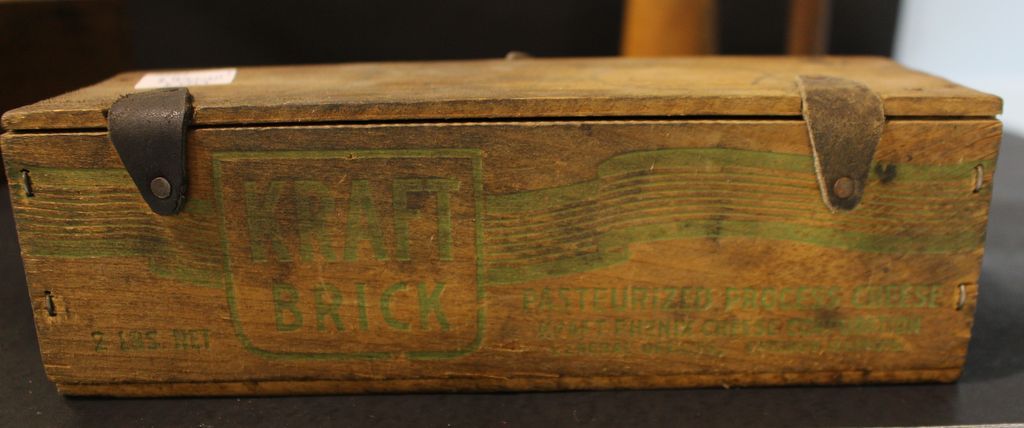 KRAFT
BRICK
2 LBS. NET
PASTEURIZED PROCESS CHEESE
KRAFT-PHENIX CHEESE CORPORATION